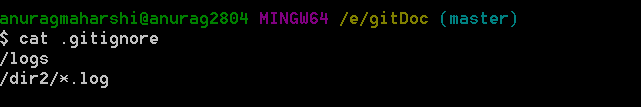 anuragmaharshi@anurag2804 MINGW64 /e/gitDoc (master)
$ cat .gitignore
/logs
/dir2/*.log